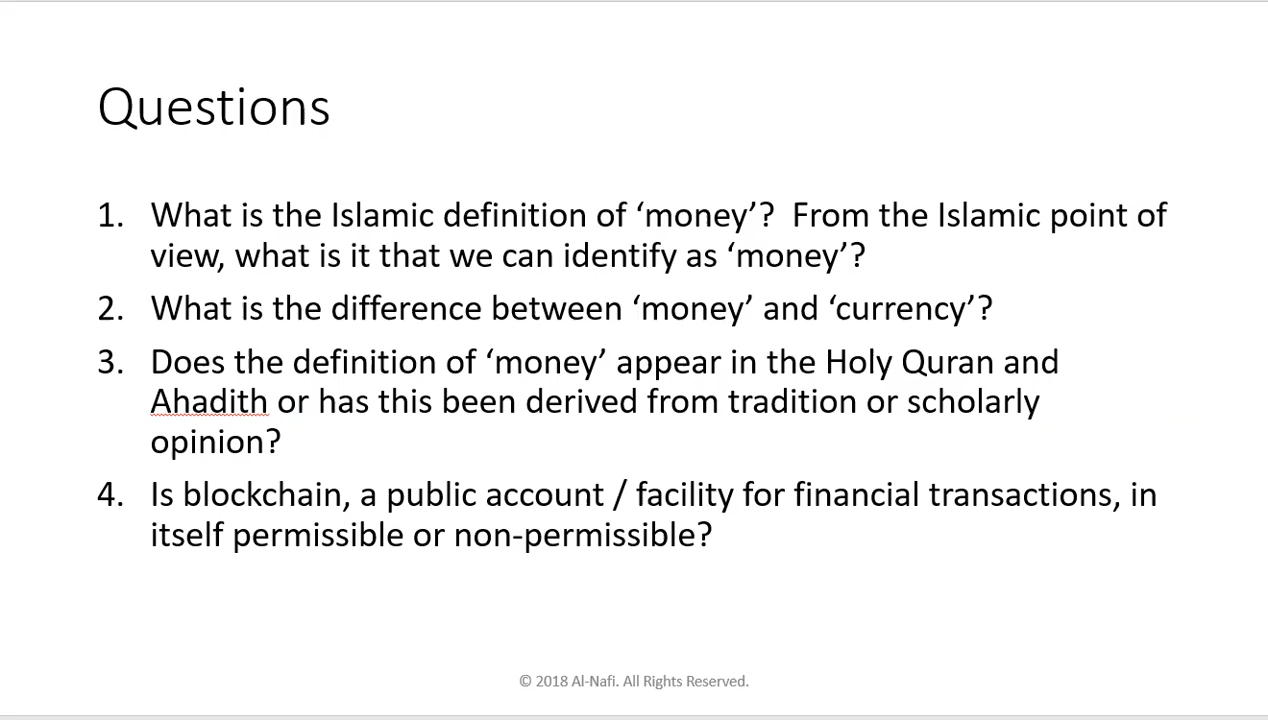 Questions
1. What is the Islamic definition of ‘money’?  From the Islamic point of
view, what is it that we can identify as ‘money’?
2. What is the difference between ‘money’ and ‘currency’?
3. Does the definition of ‘money’ appear in the Holy Quran and
Ahadith or has this been derived from tradition or scholarly
opinion?
4. Is blockchain, a public account / facility for financial transactions, in
itself permissible or non-permissible?
© 2018 Al-Nafi. All Rights Reserved.